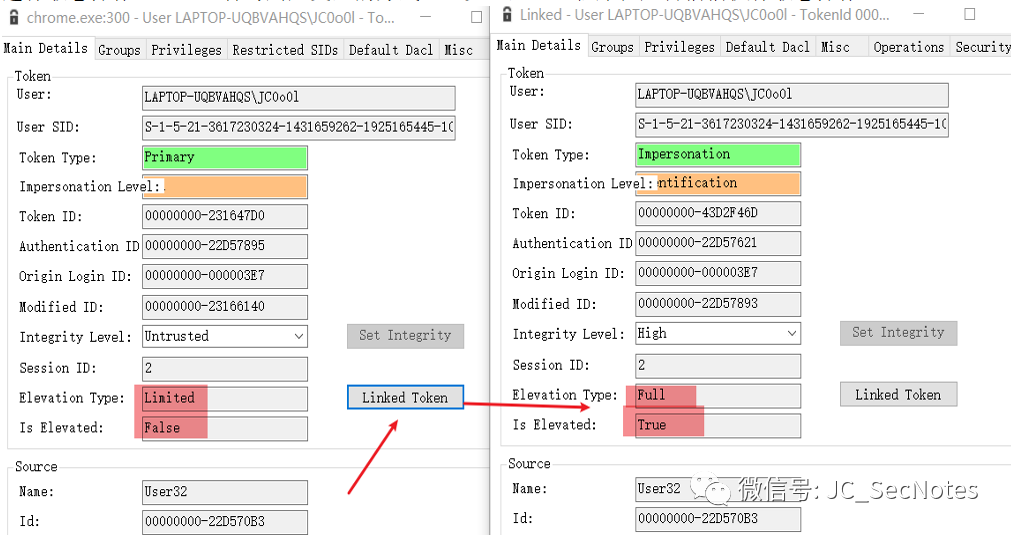 chrome.exe:300 - User LAPTOP-UQBVAHQS\JC0o0l - To...
Main Details Groups Privileges Restricted SIDs Default Dacl Misc
Token
User: LAPTOP-UQBVAHQS\JC0o0l
User SID: S-1-5-21-3617230324-1431659262-1925165445-10
Token Type: Primary
Impersonation Level:
Token ID: 00000000-231647D0
Authentication ID 00000000-22D57895
Origin Login ID: 00000000-000003E7
Modified ID: 00000000-23166140
Integrity Level: Untrusted Set Integrity
Session ID: 2
Elevation Type: Limited Linked Token
Is Elevated: False
Source
Name: User32
Id: 00000000-22D570B3
Linked - User LAPTOP-UQBVAHQS\JC0o0l - TokenId 000...
Main Details Groups Privileges Default Dacl Misc Operations Security
Token
User: LAPTOP-UQBVAHQS\JC0o0l
User SID: S-1-5-21-3617230324-1431659262-1925165445-10
Token Type: Impersonation
Impersonation Level: entification
Token ID: 00000000-43D2F46D
Authentication ID 00000000-22D57621
Origin Login ID: 00000000-000003E7
Modified ID: 00000000-22D57893
Integrity Level: High Set Integrity
Session ID: 2
Elevation Type: Full Linked Token
Is Elevated: True
Source
Name: User32
Id: 00000000-22D570B3
微信号: JC_SecNotes